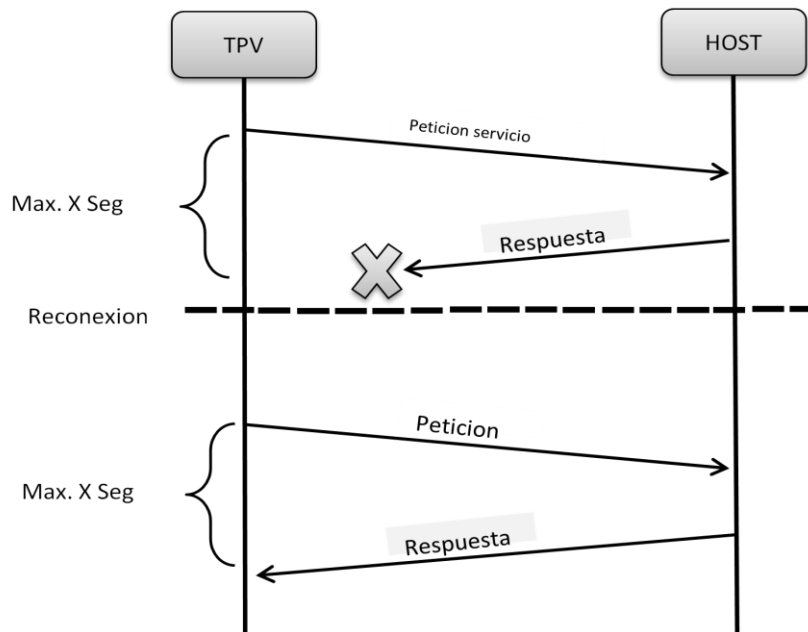 TPV
HOST
Peticion servicio
Max. X Seg
Respuesta
Reconexion
Peticion
Max. X Seg
Respuesta